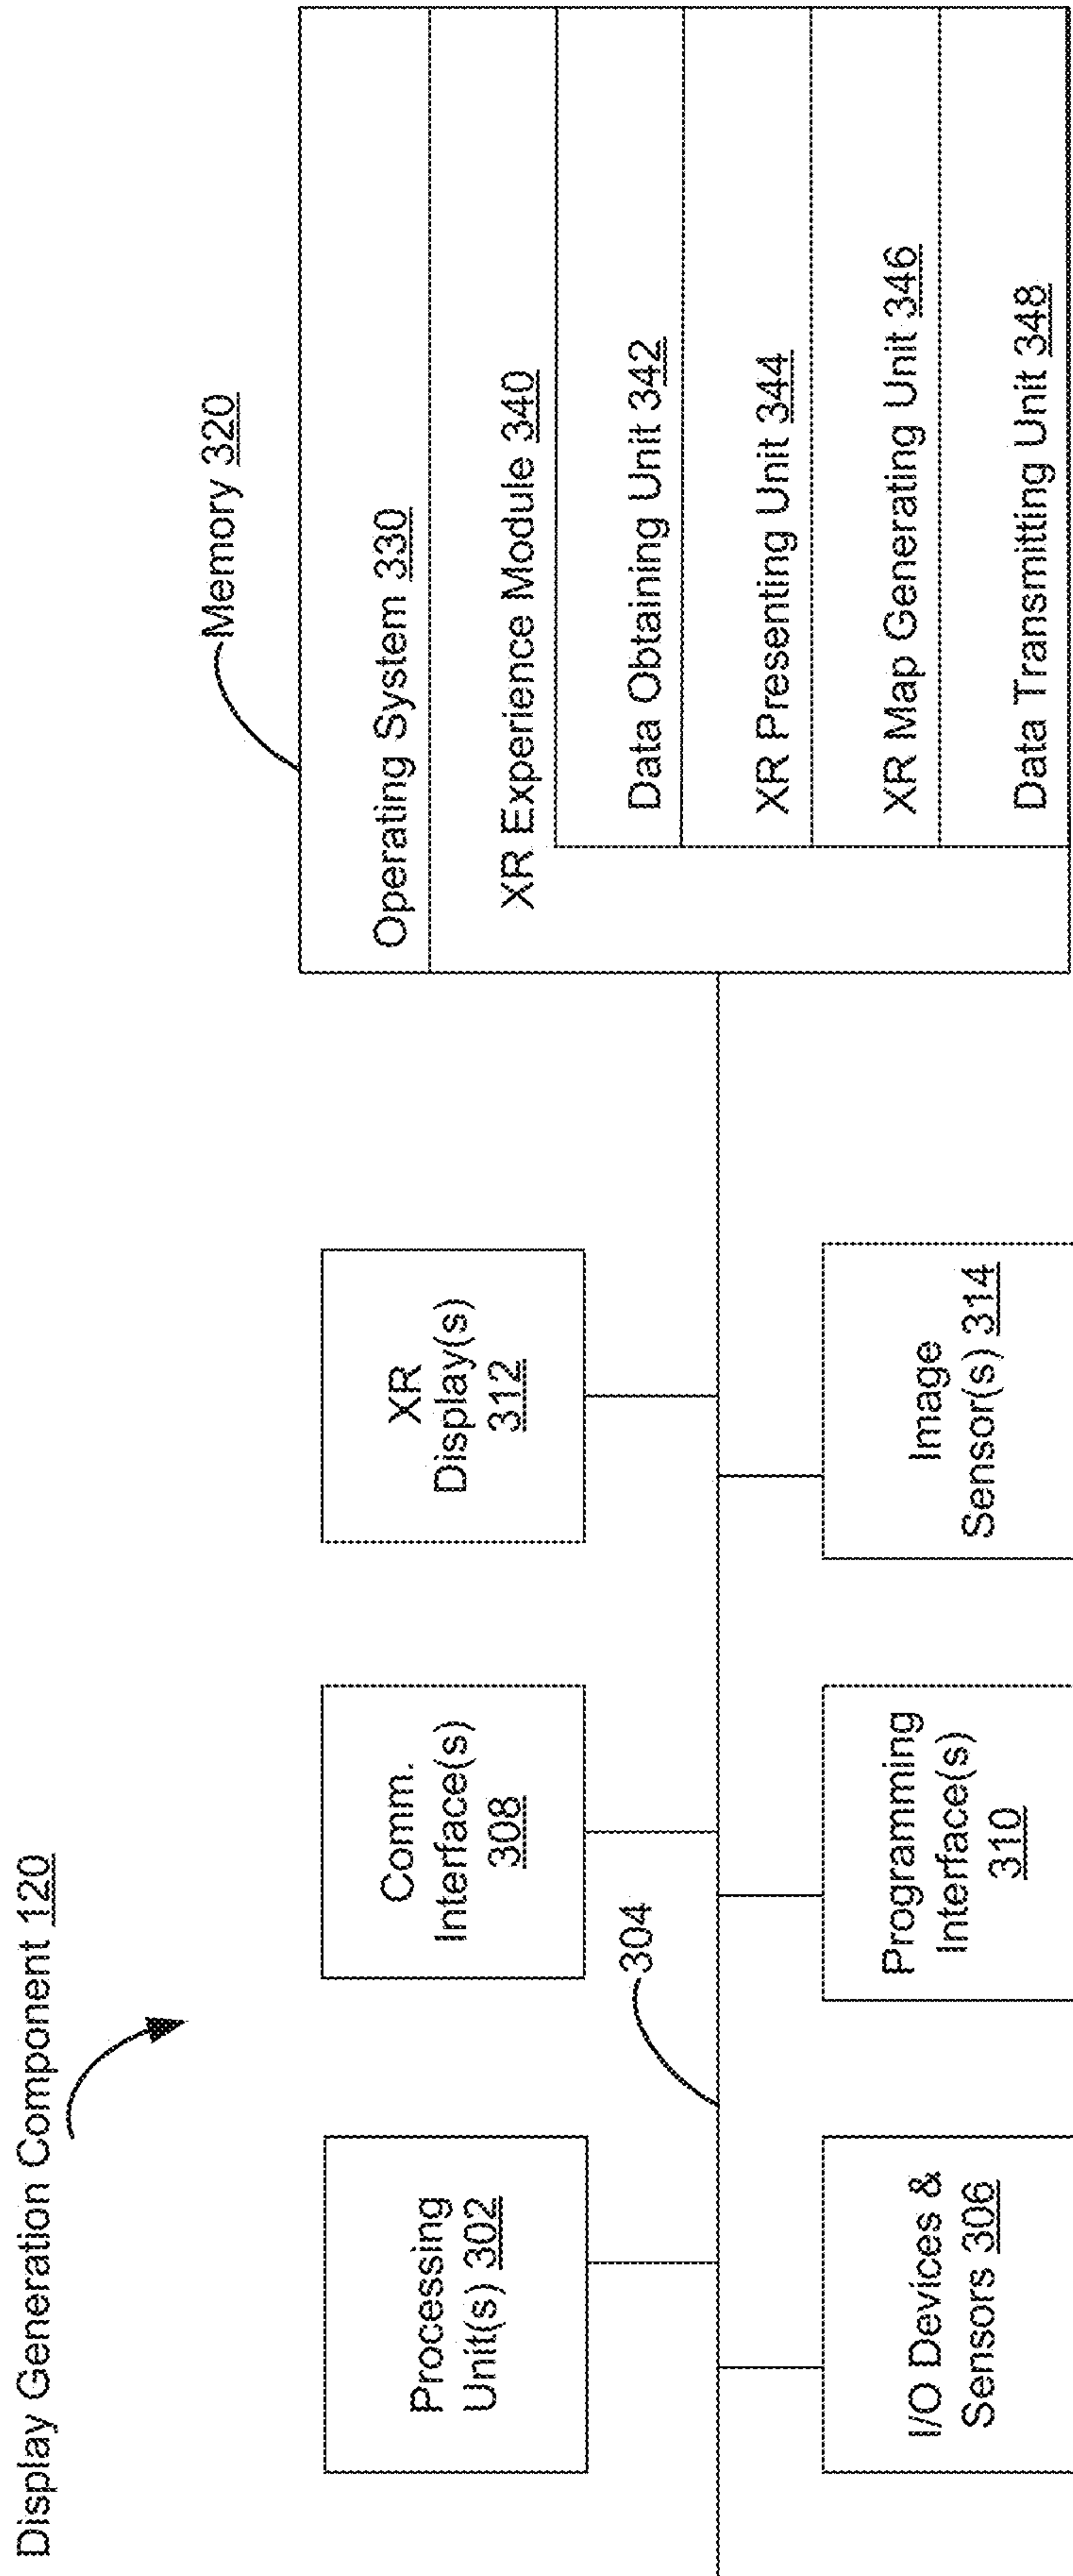 Display Generation Component 120
Memory 320
Processing
Unit(s) 302
Comm.
Interface(s)
308
XR
Display(s)
312
304
I/O Devices &
Sensors 306
Programming
Interface(s)
310
Image
Sensor(s) 314
Operating System 330
XR Experience Module 340
Data Obtaining Unit 342
XR Presenting Unit 344
XR Map Generating Unit 346
Data Transmitting Unit 348